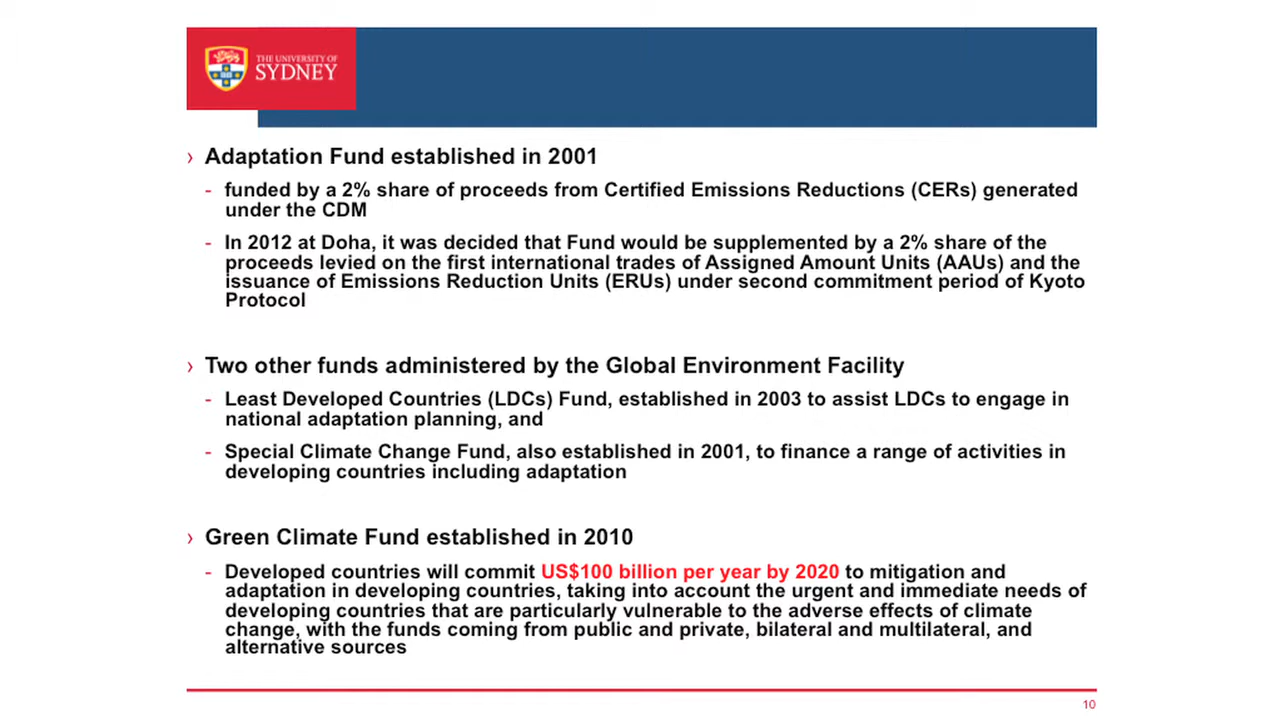 THE UNIVERSITY OF
SYDNEY
› Adaptation Fund established in 2001
- funded by a 2% share of proceeds from Certified Emissions Reductions (CERs) generated
under the CDM
- In 2012 at Doha, it was decided that Fund would be supplemented by a 2% share of the
proceeds levied on the first international trades of Assigned Amount Units (AAUs) and the
issuance of Emissions Reduction Units (ERUs) under second commitment period of Kyoto
Protocol
› Two other funds administered by the Global Environment Facility
- Least Developed Countries (LDCs) Fund, established in 2003 to assist LDCs to engage in
national adaptation planning, and
- Special Climate Change Fund, also established in 2001, to finance a range of activities in
developing countries including adaptation
› Green Climate Fund established in 2010
- Developed countries will commit US$100 billion per year by 2020 to mitigation and
adaptation in developing countries, taking into account the urgent and immediate needs of
developing countries that are particularly vulnerable to the adverse effects of climate
change, with the funds coming from public and private, bilateral and multilateral, and
alternative sources
10